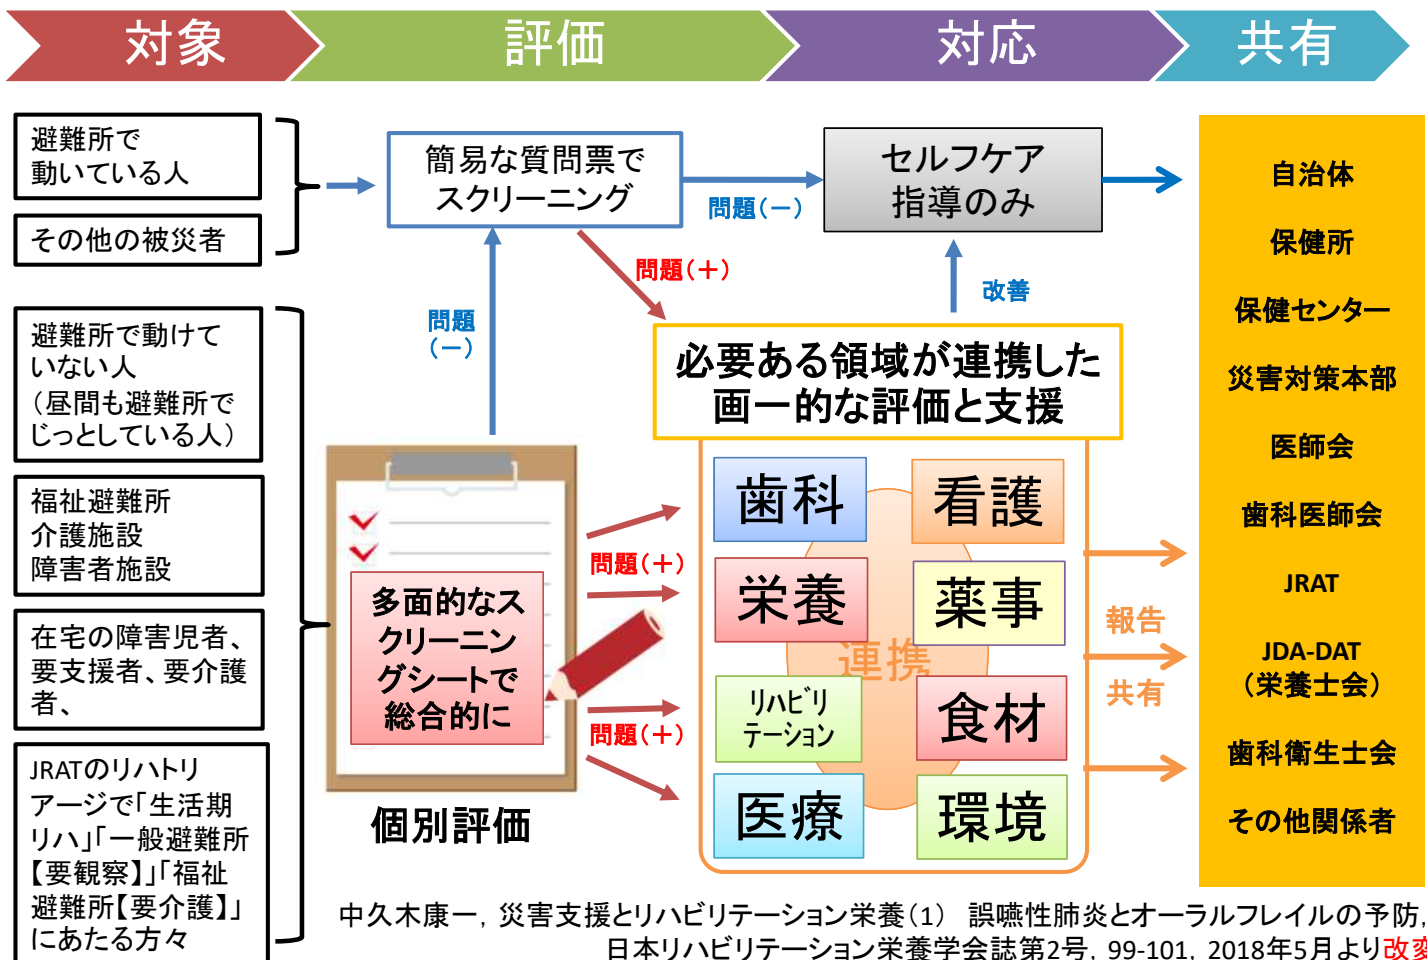 対象
評価
対応
共有
避難所で
動いている人
その他の被災者
避難所で動けて
いない人
（昼間も避難所で
じっとしている人）
福祉避難所
介護施設
障害者施設
在宅の障害児者、
要支援者、要介護
者、
JRATのリハトリ
アージで「生活期
リハ」「一般避難所
【要観察】」「福祉
避難所【要介護】」
にあたる方々
簡易な質問票で
スクリーニング
問題（－）
問題（＋）
問題
（－）
多面的なス
クリーニン
グシートで
総合的に
個別評価
問題（＋）
問題（＋）
セルフケア
指導のみ
改善
必要ある領域が連携した
画一的な評価と支援
歯科
看護
栄養
薬事
連携
リハビリ
テーション
食材
医療
環境
報告
共有
自治体
保健所
保健センター
災害対策本部
医師会
歯科医師会
JRAT
JDA-DAT
（栄養士会）
歯科衛生士会
その他関係者
中久木康一，災害支援とリハビリテーション栄養（1）　誤嚥性肺炎とオーラルフレイルの予防，
日本リハビリテーション栄養学会誌第2号，99-101，2018年5月より改変